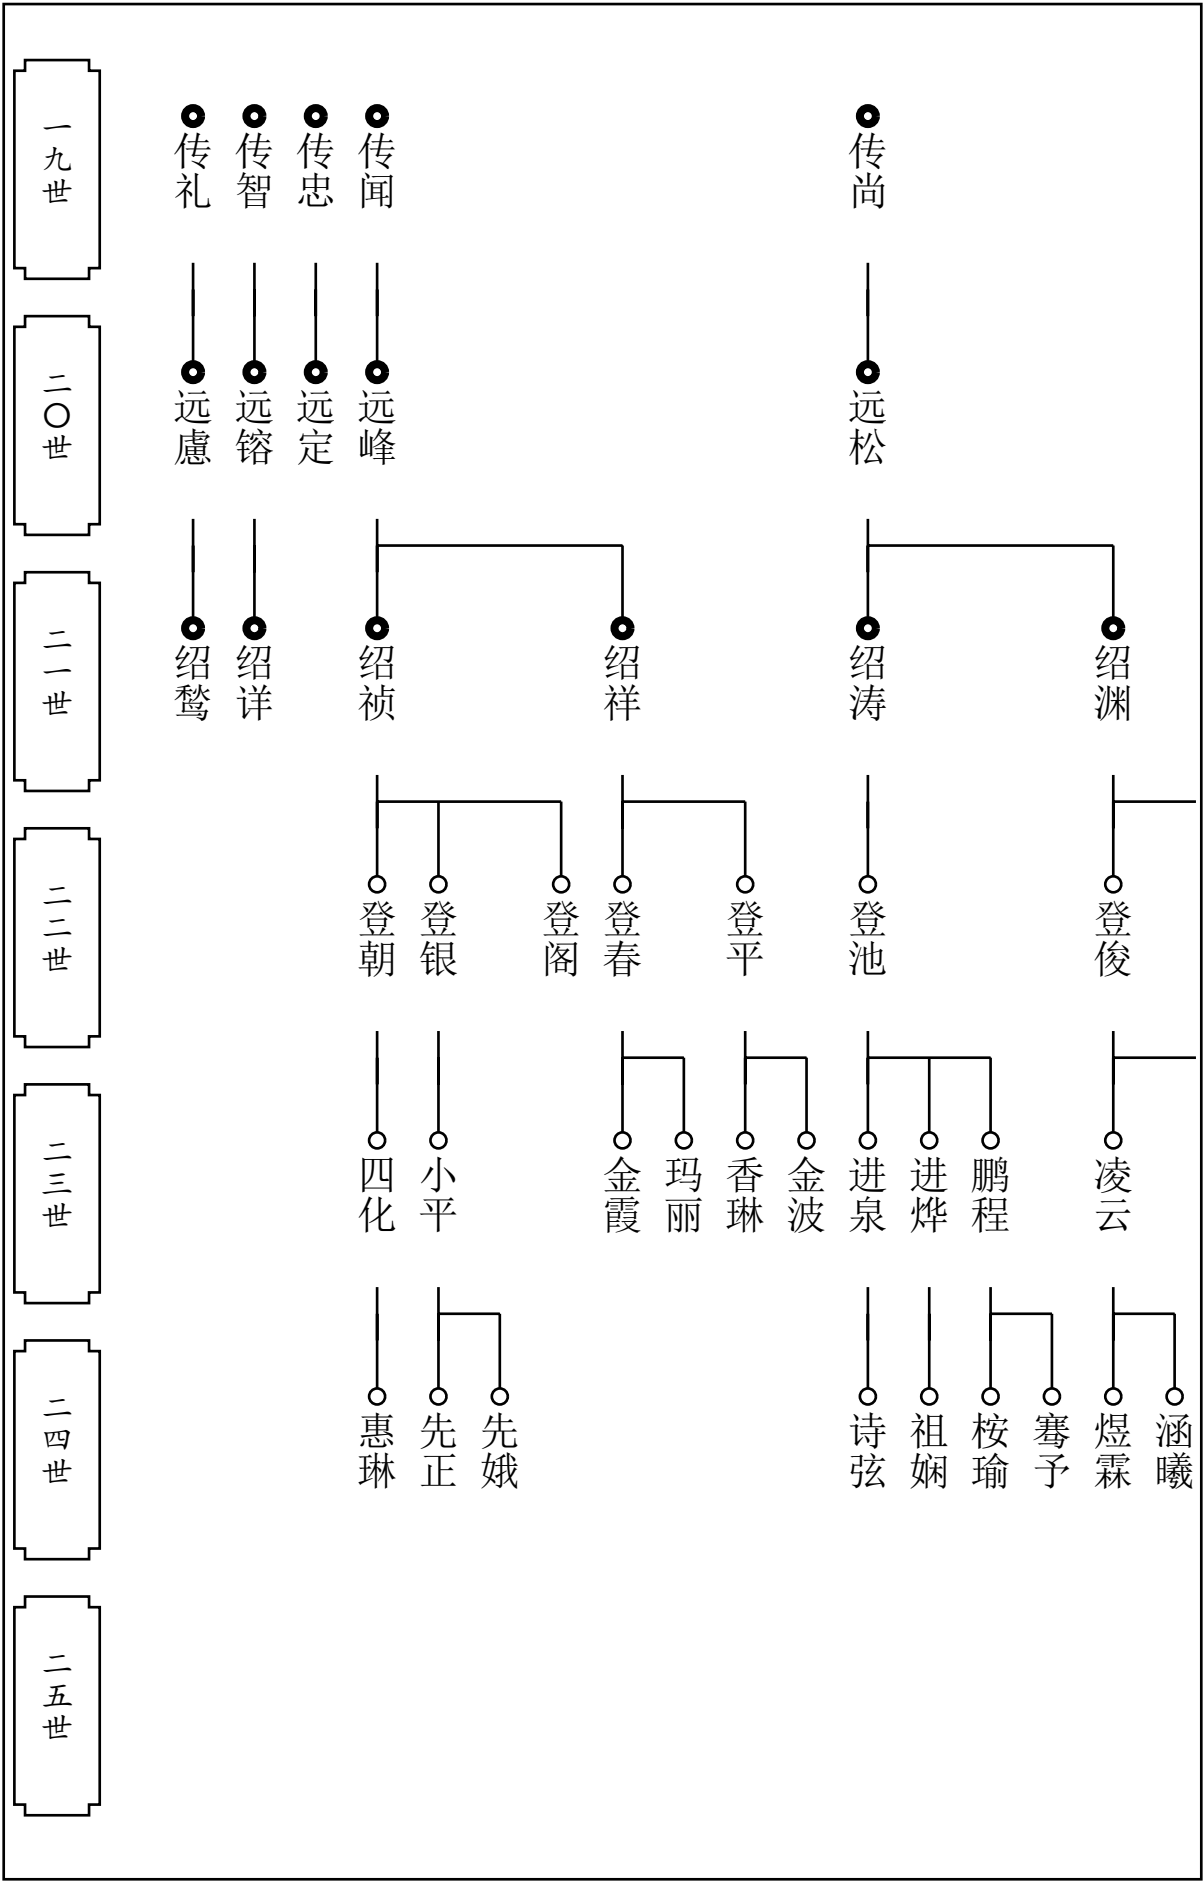 一九世
传礼
传智
传忠
传闻
传尚
二〇世
远慮
远镕
远定
远峰
远松
二一世
绍鹜
绍详
绍祯
绍祥
绍涛
绍渊
二二世
登朝
登银
登阁
登春
登平
登池
登俊
二三世
四化
小平
金霞
玛丽
香琳
金波
进泉
进烨
鹏程
凌云
二四世
惠琳
先正
先娥
诗弦
祖娴
桉瑜
骞予
煜霖
涵曦
二五世